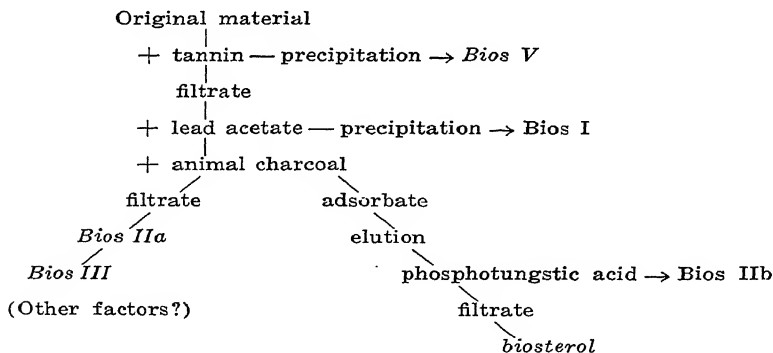 Original material
+ tannin — precipitation → Bios V
filtrate
+ lead acetate — precipitation → Bios I
+ animal charcoal
filtrate adsorbate
Bios IIa elution
Bios III phosphotungstic acid → Bios IIb
(Other factors?) filtrate
biosterol